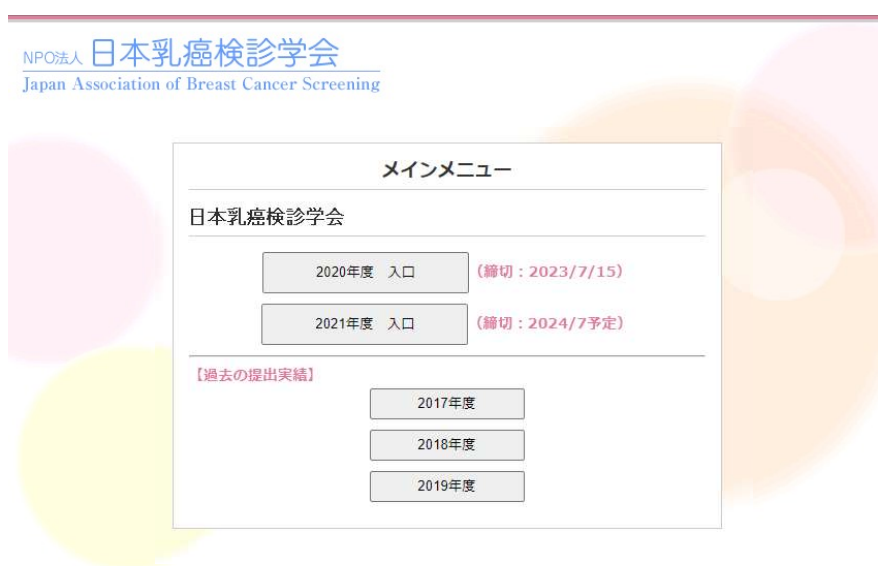 NPO法人 日本乳癌検診学会
Japan Association of Breast Cancer Screening
メインメニュー
日本乳癌検診学会
2020年度 入口 (締切:2023/7/15)
2021年度 入口 (締切:2024/7予定)
【過去の提出実績】
2017年度
2018年度
2019年度